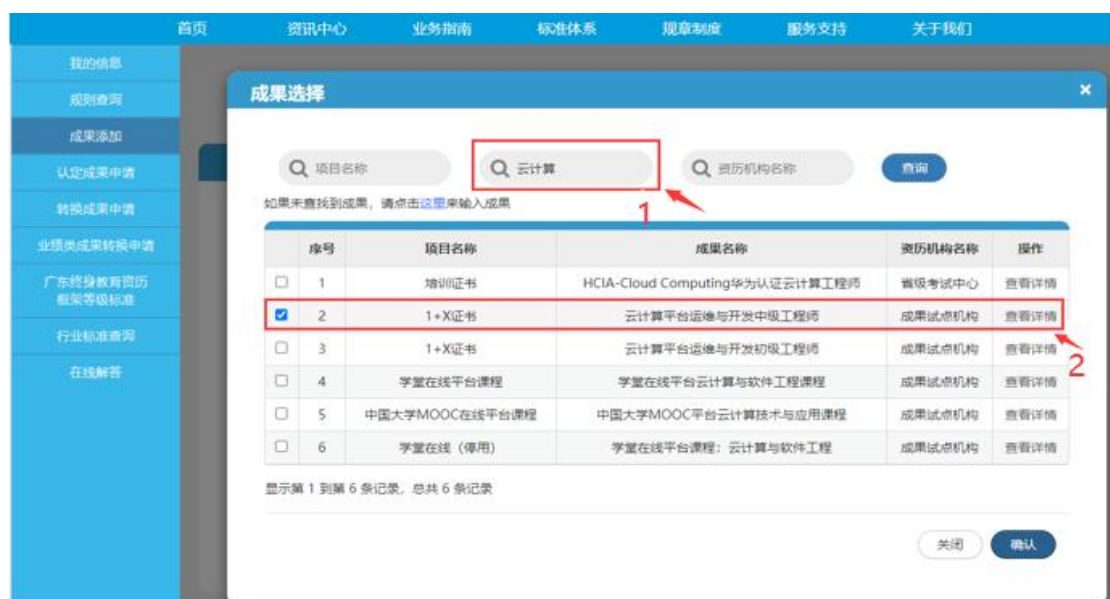 首页 资讯中心 业务指南 标准体系 规章制度 服务支持 关于我们
我的信息
规则查询
成果添加
认定成果申请
转换成果申请
业绩类成果转换申请
广东终身教育资历
框架等级标准
行业标准查询
在线解答
成果选择 ×
项目名称 云计算 资历机构名称 查询
如果未查找到成果，请点击这里来输入成果
1
序号 项目名称 成果名称 资历机构名称 操作
1 培训证书 HCIA-Cloud Computing华为认证云计算工程师 省级考试中心 查看详情
2 1+X证书 云计算平台运维与开发中级工程师 成果试点机构 查看详情
3 1+X证书 云计算平台运维与开发初级工程师 成果试点机构 查看详情
2
4 学堂在线平台课程 学堂在线平台云计算与软件工程课程 成果试点机构 查看详情
5 中国大学MOOC在线平台课程 中国大学MOOC平台云计算技术与应用课程 成果试点机构 查看详情
6 学堂在线（停用） 学堂在线平台课程：云计算与软件工程 成果试点机构 查看详情
显示第 1 到第 6 条记录，总共 6 条记录
关闭 确认